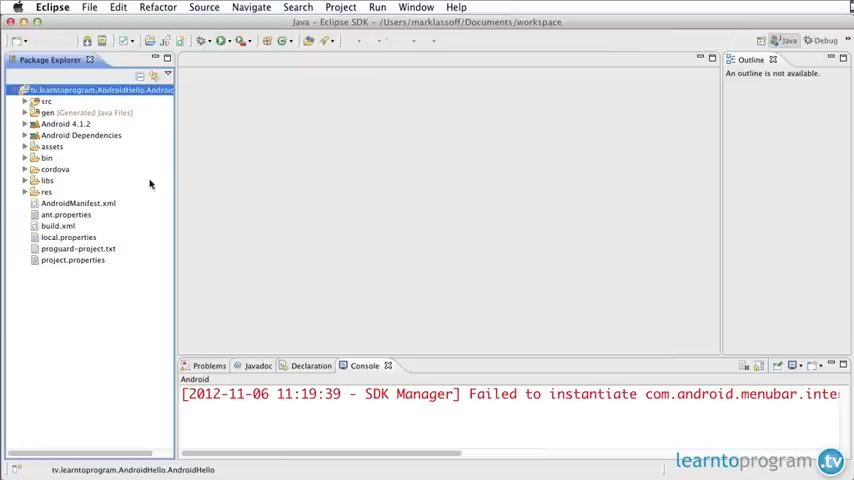 Eclipse File Edit Refactor Source Navigate Search Project Run Window Help
Java - Eclipse SDK - /Users/marklassoff/Documents/workspace
Java Debug
Package Explorer
Outline
An outline is not available.
tv.learntoprogram.AndroidHello.Androi
src
gen [Generated Java Files]
Android 4.1.2
Android Dependencies
assets
bin
cordova
libs
res
AndroidManifest.xml
ant.properties
build.xml
local.properties
proguard-project.txt
project.properties
Problems Javadoc Declaration Console
Android
[2012-11-06 11:19:39 - SDK Manager] Failed to instantiate com.android.menubar.inter
learntoprogram.tv
tv.learntoprogram.AndroidHello.AndroidHello